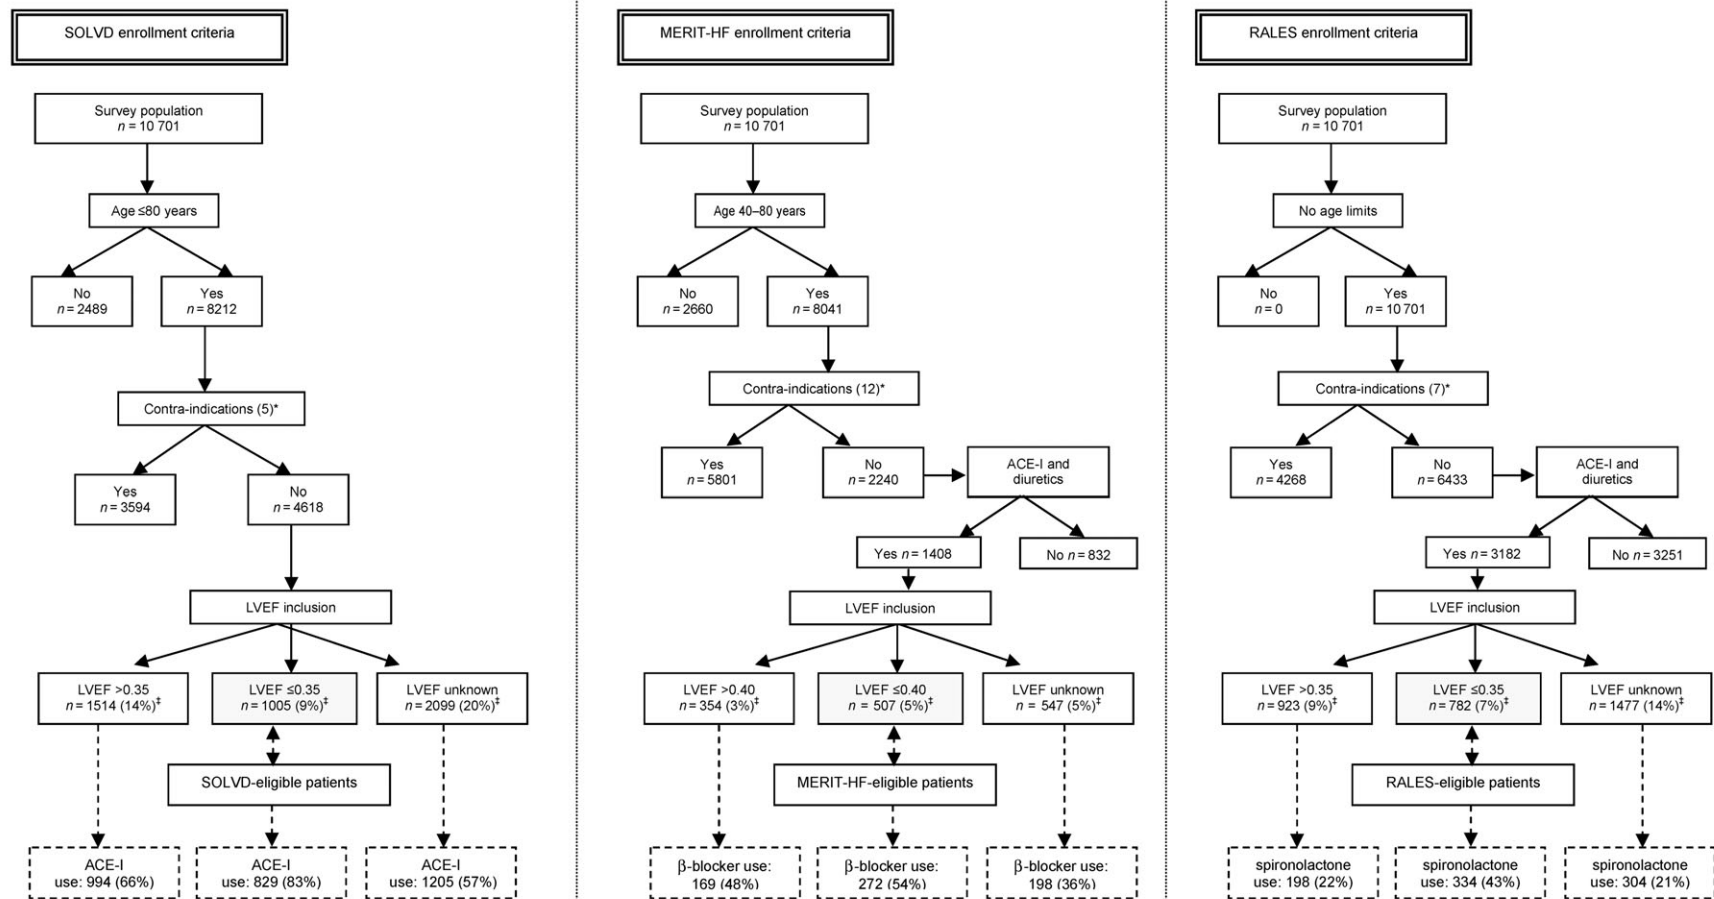 SOLVD enrollment criteria
Survey population
n = 10 701
Age ≤80 years
No
n = 2489
Yes
n = 8212
Contra-indications (5)*
Yes
n = 3594
No
n = 4618
LVEF inclusion
LVEF >0.35
n = 1514 (14%)‡
LVEF ≤0.35
n = 1005 (9%)‡
LVEF unknown
n = 2099 (20%)‡
SOLVD-eligible patients
ACE-I
use: 994 (66%)
ACE-I
use: 829 (83%)
ACE-I
use: 1205 (57%)
MERIT-HF enrollment criteria
Survey population
n = 10 701
Age 40–80 years
No
n = 2660
Yes
n = 8041
Contra-indications (12)*
Yes
n = 5801
No
n = 2240
ACE-I and
diuretics
Yes n = 1408
No n = 832
LVEF inclusion
LVEF >0.40
n = 354 (3%)‡
LVEF ≤0.40
n = 507 (5%)‡
LVEF unknown
n = 547 (5%)‡
MERIT-HF-eligible patients
β-blocker use:
169 (48%)
β-blocker use:
272 (54%)
β-blocker use:
198 (36%)
RALES enrollment criteria
Survey population
n = 10 701
No age limits
No
n = 0
Yes
n = 10 701
Contra-indications (7)*
Yes
n = 4268
No
n = 6433
ACE-I and
diuretics
Yes n = 3182
No n = 3251
LVEF inclusion
LVEF >0.35
n = 923 (9%)‡
LVEF ≤0.35
n = 782 (7%)‡
LVEF unknown
n = 1477 (14%)‡
RALES-eligible patients
spironolactone
use: 198 (22%)
spironolactone
use: 334 (43%)
spironolactone
use: 304 (21%)